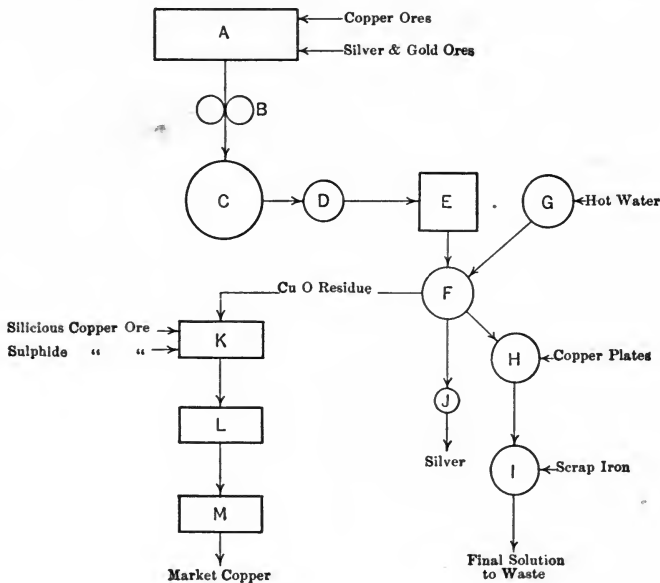 Copper Ores
A
Silver & Gold Ores
B
C
D
E
G
Hot Water
Cu O Residue
F
Silicious Copper Ore
K
Sulphide “ “
H
Copper Plates
J
L
Silver
I
Scrap Iron
M
Market Copper
Final Solution
to Waste